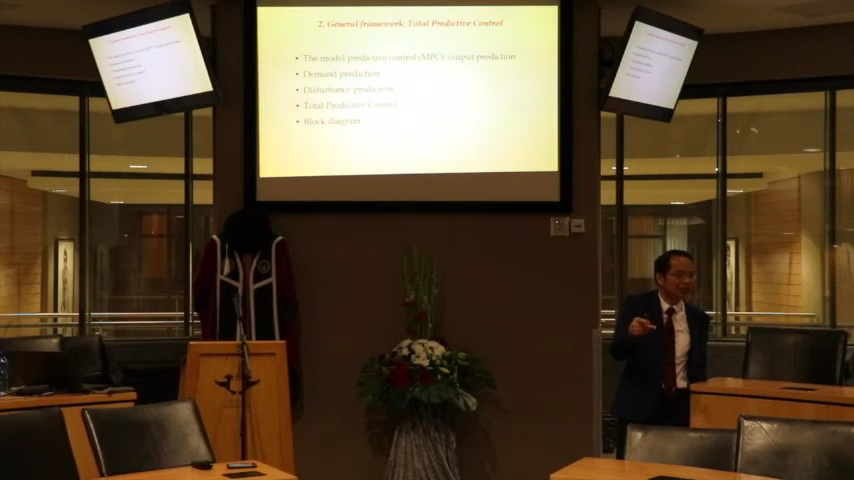 2. General framework: Total Predictive Control
• The model predictive control (MPC): output prediction
• Demand prediction
• Disturbance prediction
• Total Predictive Control
• Block diagram